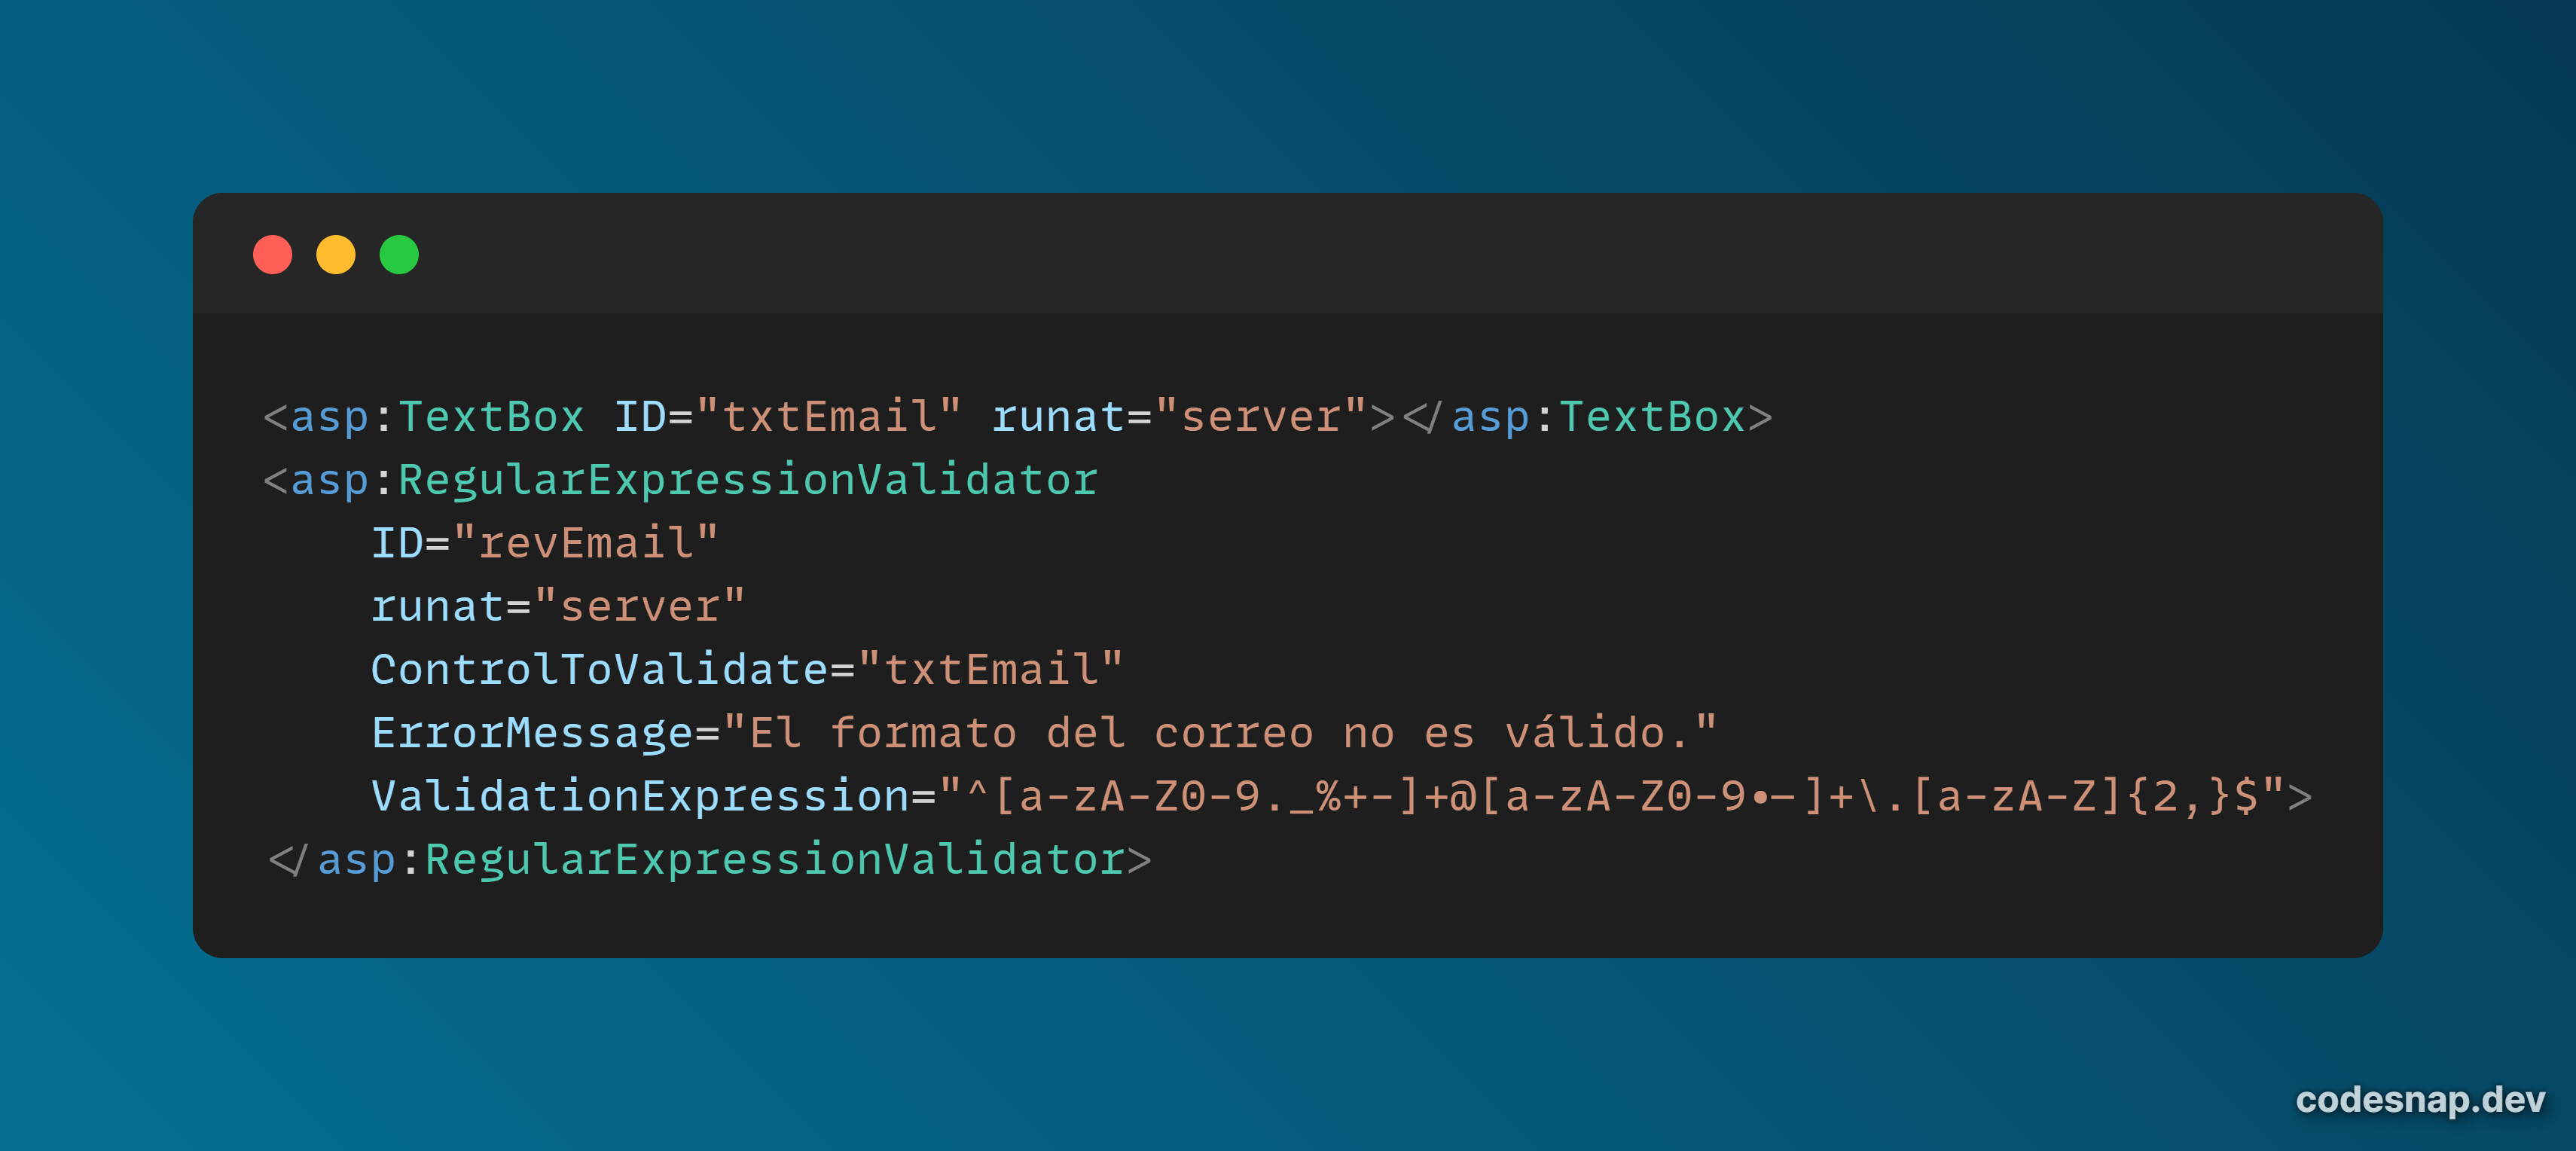 <asp:TextBox ID="txtEmail" runat="server"></asp:TextBox>
<asp:RegularExpressionValidator
    ID="revEmail"
    runat="server"
    ControlToValidate="txtEmail"
    ErrorMessage="El formato del correo no es válido."
    ValidationExpression="^[a-zA-Z0-9._%+-]+@[a-zA-Z0-9•-]+\.[a-zA-Z]{2,}$">
</asp:RegularExpressionValidator>
codesnap.dev